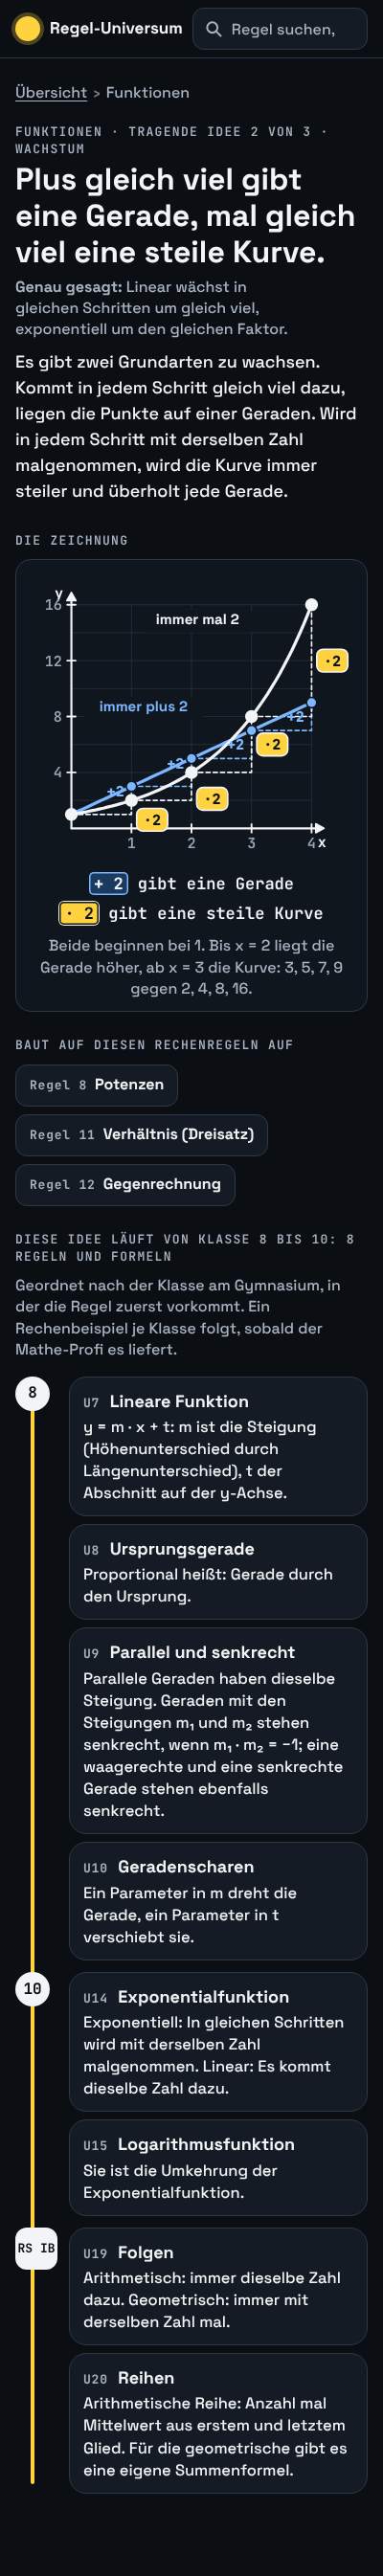 Regel-Universum
Regel suchen,
Übersicht > Funktionen
FUNKTIONEN · TRAGENDE IDEE 2 VON 3 ·
WACHSTUM
Plus gleich viel gibt
eine Gerade, mal gleich
viel eine steile Kurve.
Genau gesagt: Linear wächst in
gleichen Schritten um gleich viel,
exponentiell um den gleichen Faktor.
Es gibt zwei Grundarten zu wachsen.
Kommt in jedem Schritt gleich viel dazu,
liegen die Punkte auf einer Geraden. Wird
in jedem Schritt mit derselben Zahl
malgenommen, wird die Kurve immer
steiler und überholt jede Gerade.
DIE ZEICHNUNG
y
16
immer mal 2
12
·2
immer plus 2
8
+2
+2
·2
+2
4
+2
·2
·2
1
2
3
4
x
+ 2 gibt eine Gerade
· 2 gibt eine steile Kurve
Beide beginnen bei 1. Bis x = 2 liegt die
Gerade höher, ab x = 3 die Kurve: 3, 5, 7, 9
gegen 2, 4, 8, 16.
BAUT AUF DIESEN RECHENREGELN AUF
Regel 8 Potenzen
Regel 11 Verhältnis (Dreisatz)
Regel 12 Gegenrechnung
DIESE IDEE LÄUFT VON KLASSE 8 BIS 10: 8
REGELN UND FORMELN
Geordnet nach der Klasse am Gymnasium, in
der die Regel zuerst vorkommt. Ein
Rechenbeispiel je Klasse folgt, sobald der
Mathe-Profi es liefert.
8
U7 Lineare Funktion
y = m · x + t: m ist die Steigung
(Höhenunterschied durch
Längenunterschied), t der
Abschnitt auf der y-Achse.
U8 Ursprungsgerade
Proportional heißt: Gerade durch
den Ursprung.
U9 Parallel und senkrecht
Parallele Geraden haben dieselbe
Steigung. Geraden mit den
Steigungen m₁ und m₂ stehen
senkrecht, wenn m₁ · m₂ = −1; eine
waagerechte und eine senkrechte
Gerade stehen ebenfalls
senkrecht.
U10 Geradenscharen
Ein Parameter in m dreht die
Gerade, ein Parameter in t
verschiebt sie.
10
U14 Exponentialfunktion
Exponentiell: In gleichen Schritten
wird mit derselben Zahl
malgenommen. Linear: Es kommt
dieselbe Zahl dazu.
U15 Logarithmusfunktion
Sie ist die Umkehrung der
Exponentialfunktion.
RS IB
U19 Folgen
Arithmetisch: immer dieselbe Zahl
dazu. Geometrisch: immer mit
derselben Zahl mal.
U20 Reihen
Arithmetische Reihe: Anzahl mal
Mittelwert aus erstem und letztem
Glied. Für die geometrische gibt es
eine eigene Summenformel.